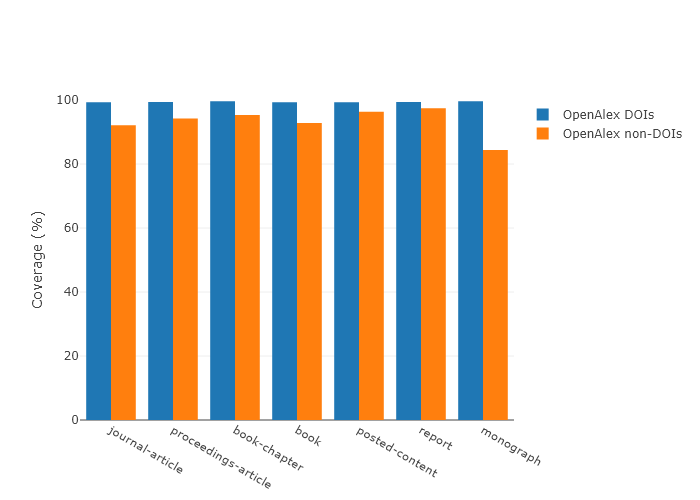 100
80
60
40
20
0
Coverage (%)
journal-article
proceedings-article
book-chapter
book
posted-content
report
monograph
OpenAlex DOIs
OpenAlex non-DOIs